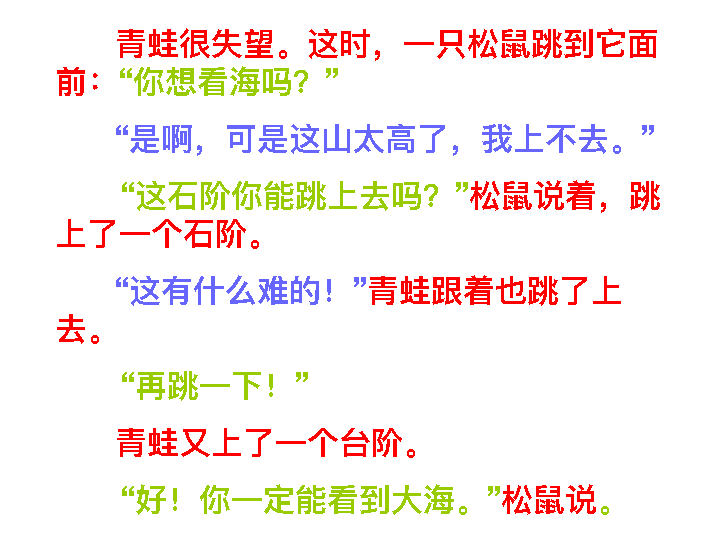 青蛙很失望。这时，一只松鼠跳到它面
前：“你想看海吗？”
“是啊，可是这山太高了，我上不去。”
“这石阶你能跳上去吗？”松鼠说着，跳
上了一个石阶。
“这有什么难的！”青蛙跟着也跳了上
去。
“再跳一下！”
青蛙又上了一个台阶。
“好！你一定能看到大海。”松鼠说。